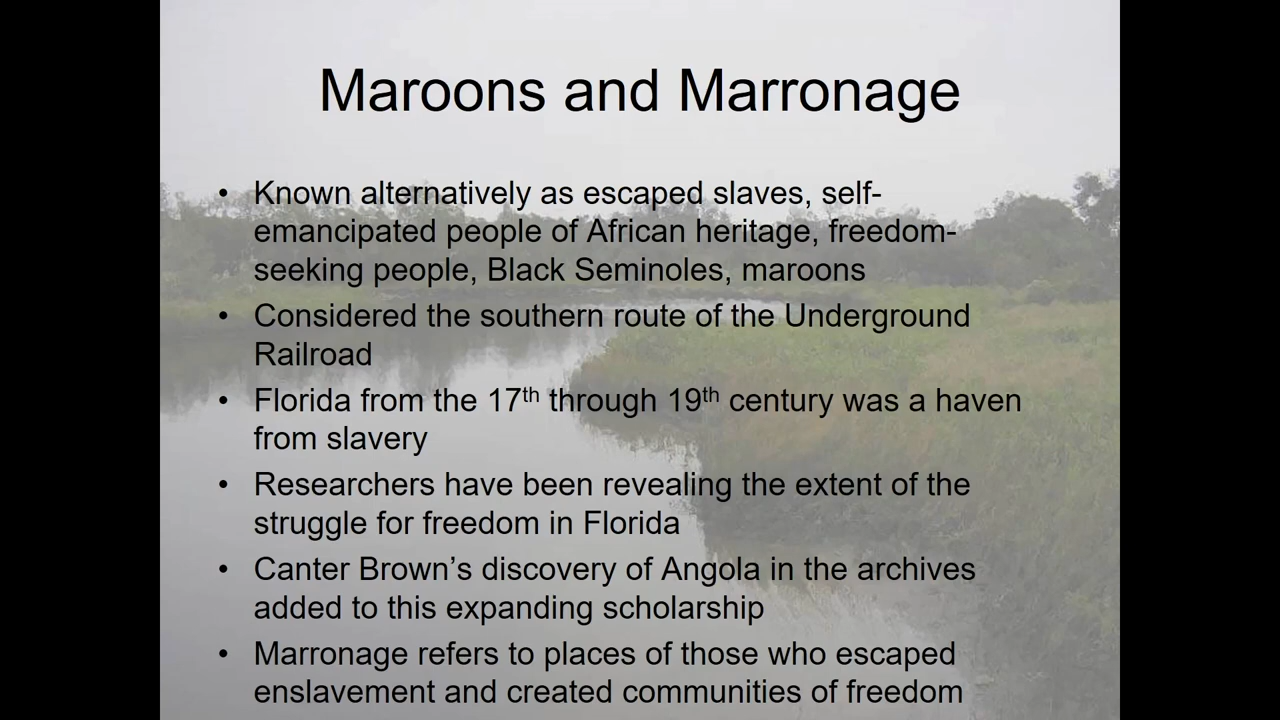 Maroons and Marronage
• Known alternatively as escaped slaves, self-
emancipated people of African heritage, freedom-
seeking people, Black Seminoles, maroons
• Considered the southern route of the Underground
Railroad
• Florida from the 17th through 19th century was a haven
from slavery
• Researchers have been revealing the extent of the
struggle for freedom in Florida
• Canter Brown’s discovery of Angola in the archives
added to this expanding scholarship
• Marronage refers to places of those who escaped
enslavement and created communities of freedom